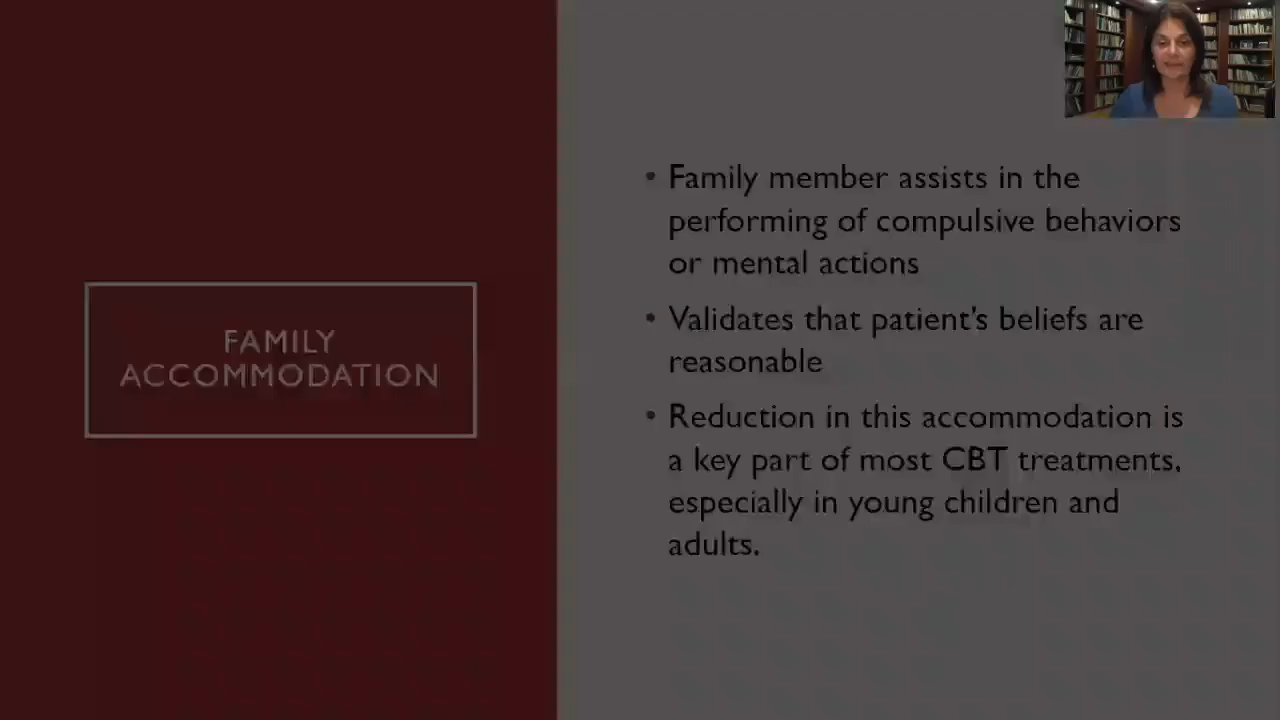 FAMILY
ACCOMMODATION
• Family member assists in the
performing of compulsive behaviors
or mental actions
• Validates that patient's beliefs are
reasonable
• Reduction in this accommodation is
a key part of most CBT treatments,
especially in young children and
adults.